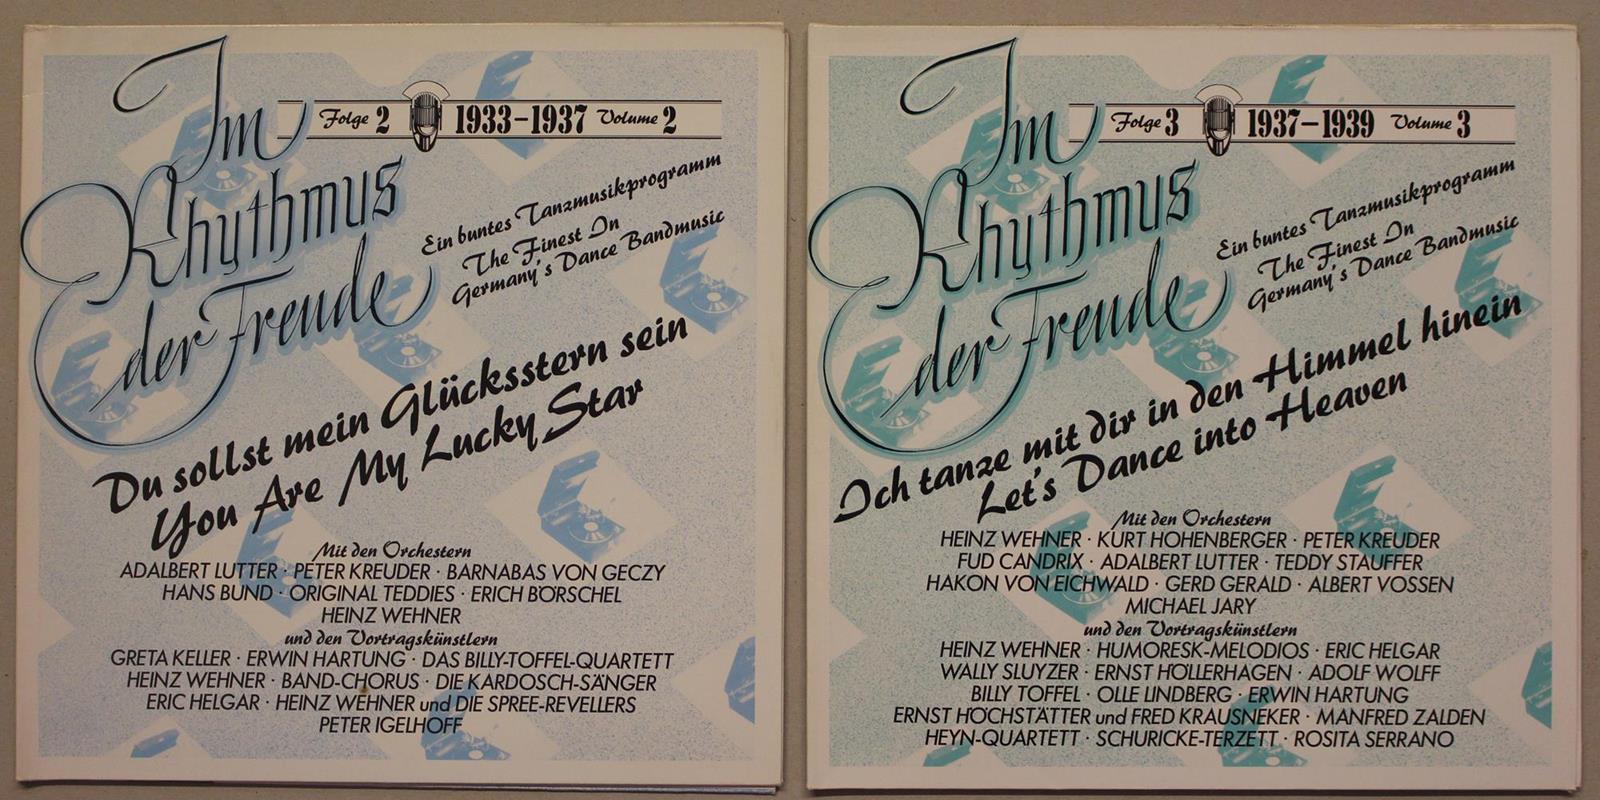 Im
Rhythmus
der Freude
Folge 2 1933-1937 Volume 2
Ein buntes Tanzmusikprogramm
The Finest In
Germany's Dance Bandmusic
Du sollst mein Glücksstern sein
You Are My Lucky Star
Mit den Orchestern
ADALBERT LUTTER · PETER KREUDER · BARNABAS VON GECZY
HANS BUND · ORIGINAL TEDDIES · ERICH BÖRSCHEL
HEINZ WEHNER
und den Vortragskünstlern
GRETA KELLER · ERWIN HARTUNG · DAS BILLY-TOFFEL-QUARTETT
HEINZ WEHNER · BAND-CHORUS · DIE KARDOSCH-SÄNGER
ERIC HELGAR · HEINZ WEHNER und DIE SPREE-REVELLERS
PETER IGELHOFF
Im
Rhythmus
der Freude
Folge 3 1937-1939 Volume 3
Ein buntes Tanzmusikprogramm
The Finest In
Germany's Dance Bandmusic
Ich tanze mit dir in den Himmel hinein
Let's Dance into Heaven
Mit den Orchestern
HEINZ WEHNER · KURT HOHENBERGER · PETER KREUDER
FUD CANDRIX · ADALBERT LUTTER · TEDDY STAUFFER
HAKON VON EICHWALD · GERD GERALD · ALBERT VOSSEN
MICHAEL JARY
und den Vortragskünstlern
HEINZ WEHNER · HUMORESK-MELODIOS · ERIC HELGAR
WALLY SLUYZER · ERNST HÖLLERHAGEN · ADOLF WOLFF
BILLY TOFFEL · OLLE LINDBERG · ERWIN HARTUNG
ERNST HÖCHSTÄTTER und FRED KRAUSNEKER · MANFRED ZALDEN
HEYN-QUARTETT · SCHURICKE-TERZETT · ROSITA SERRANO